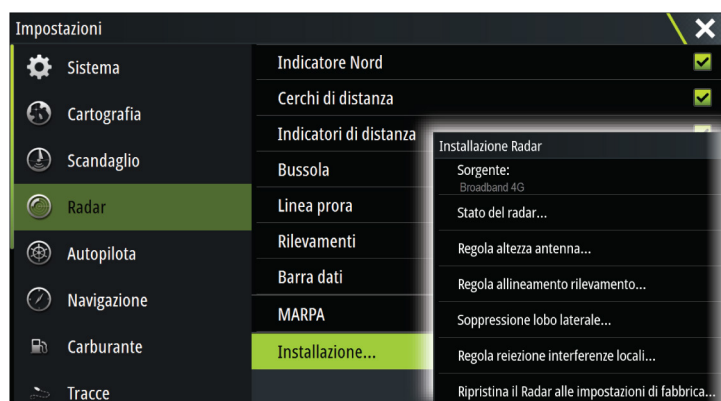 Impostazioni
Sistema
Cartografia
Scandaglio
Radar
Autopilota
Navigazione
Carburante
Tracce
Indicatore Nord
Cerchi di distanza
Indicatori di distanza
Bussola
Linea prora
Rilevamenti
Barra dati
MARPA
Installazione...
Installazione Radar
Sorgente:
Broadband 4G
Stato del radar...
Regola altezza antenna...
Regola allineamento rilevamento...
Soppressione lobo laterale...
Regola reiezione interferenze locali...
Ripristina il Radar alle impostazioni di fabbrica...